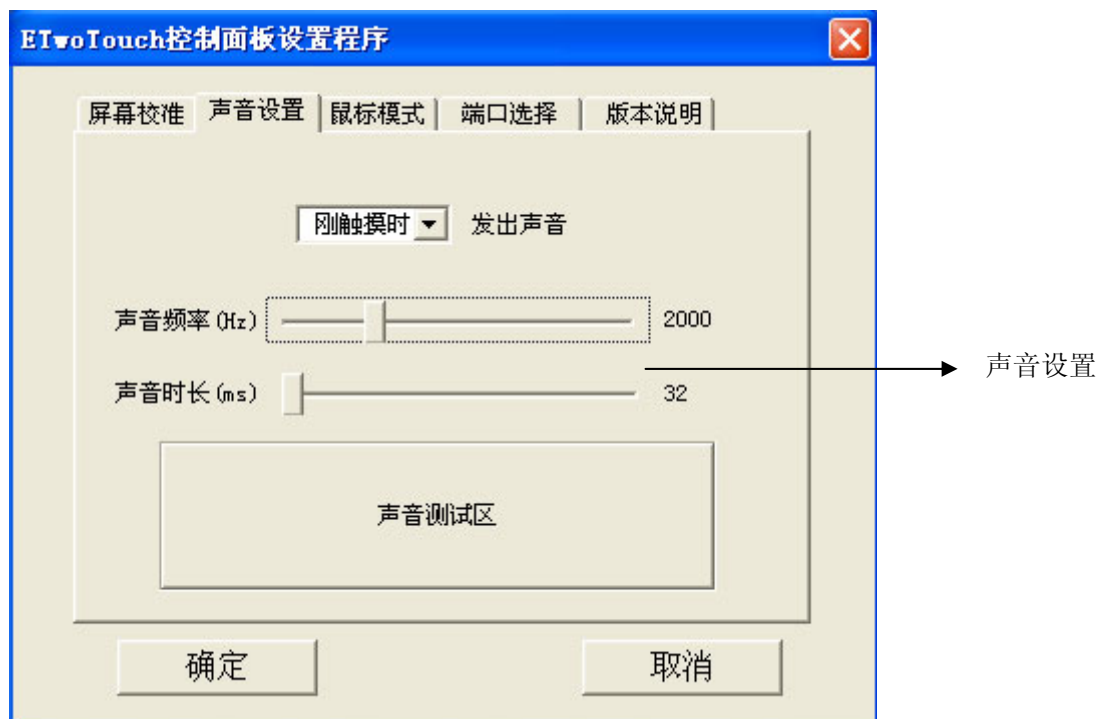 ETwoTouch控制面板设置程序
屏幕校准 声音设置 鼠标模式 端口选择 版本说明
刚触摸时 发出声音
声音频率(Hz) 2000
声音时长(ms) 32
声音设置
声音测试区
确定 取消